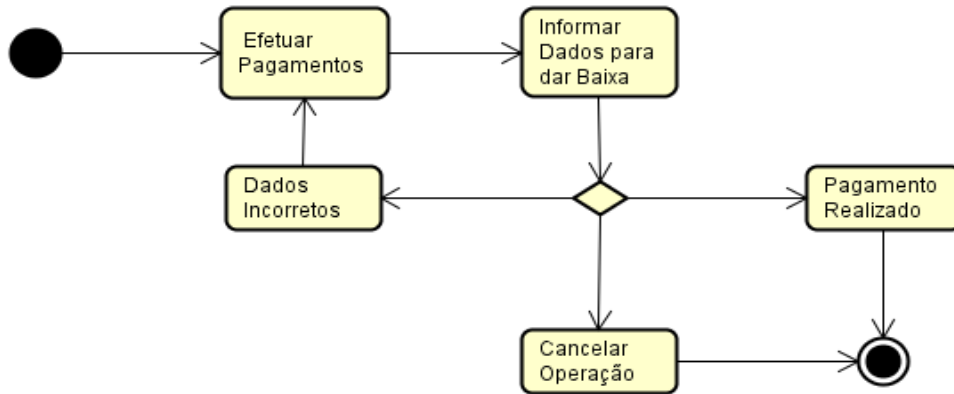 Efetuar
Pagamentos
Informar
Dados para
dar Baixa
Dados
Incorretos
Pagamento
Realizado
Cancelar
Operação